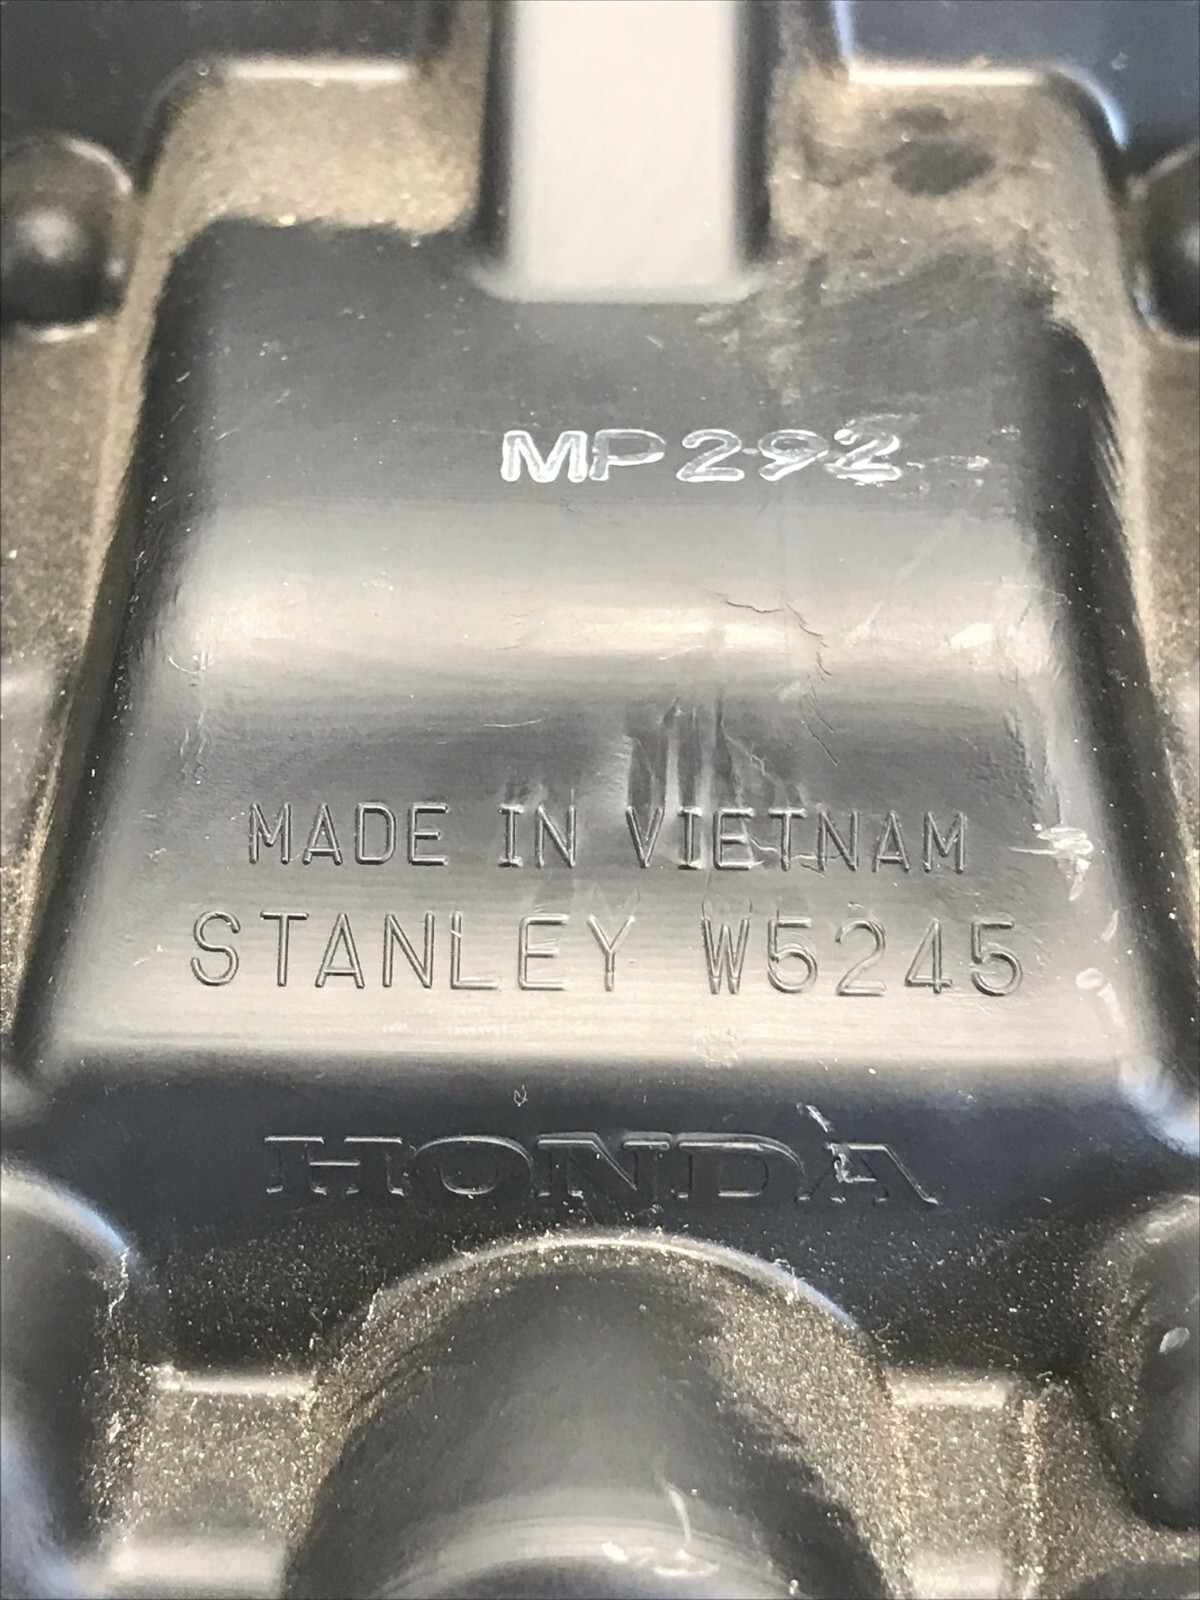 MP292
MADE IN VIETNAM
STANLEY W5245
HONDA